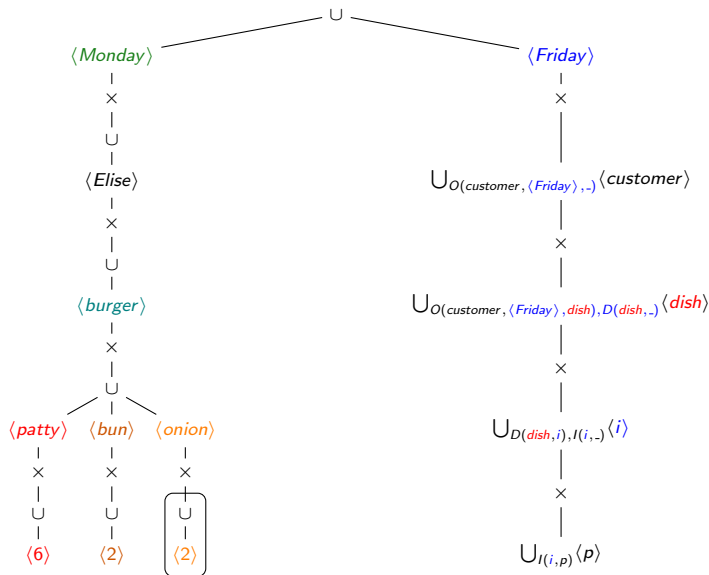 ∪
⟨Monday⟩ ⟨Friday⟩
× ×
∪
⟨Elise⟩ ⋃O(customer,⟨Friday⟩,_)⟨customer⟩
× ×
∪
⟨burger⟩ ⋃O(customer,⟨Friday⟩,dish),D(dish,_)⟨dish⟩
× ×
∪
⟨patty⟩ ⟨bun⟩ ⟨onion⟩ ⋃D(dish,i),I(i,_)⟨i⟩
× × × ×
∪ ∪ ∪
⟨6⟩ ⟨2⟩ ⟨2⟩ ⋃I(i,p)⟨p⟩